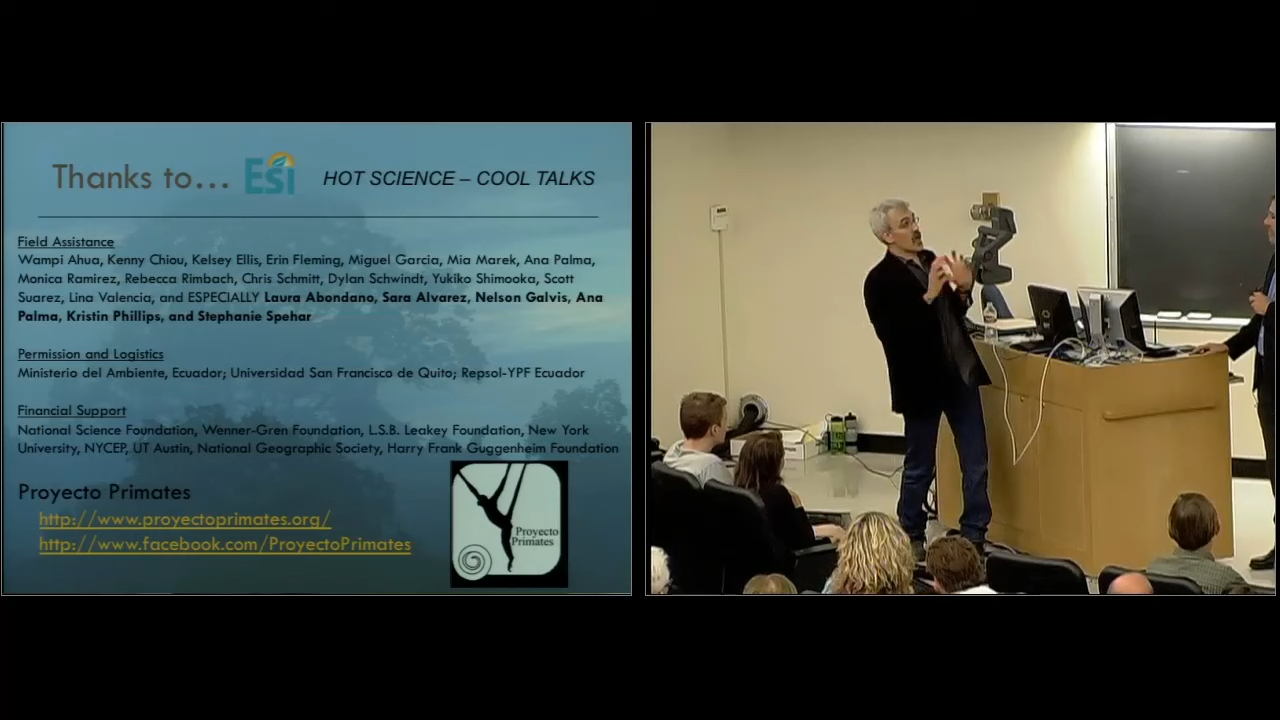 Thanks to... ESI HOT SCIENCE – COOL TALKS
Field Assistance
Wampi Ahua, Kenny Chiou, Kelsey Ellis, Erin Fleming, Miguel Garcia, Mia Marek, Ana Palma,
Monica Ramirez, Rebecca Rimbach, Chris Schmitt, Dylan Schwindt, Yukiko Shimooka, Scott
Suarez, Lina Valencia, and ESPECIALLY Laura Abondano, Sara Alvarez, Nelson Galvis, Ana
Palma, Kristin Phillips, and Stephanie Spehar
Permission and Logistics
Ministerio del Ambiente, Ecuador; Universidad San Francisco de Quito; Repsol-YPF Ecuador
Financial Support
National Science Foundation, Wenner-Gren Foundation, L.S.B. Leakey Foundation, New York
University, NYCEP, UT Austin, National Geographic Society, Harry Frank Guggenheim Foundation
Proyecto Primates
http://www.proyectoprimates.org/
http://www.facebook.com/ProyectoPrimates
Proyecto
Primates